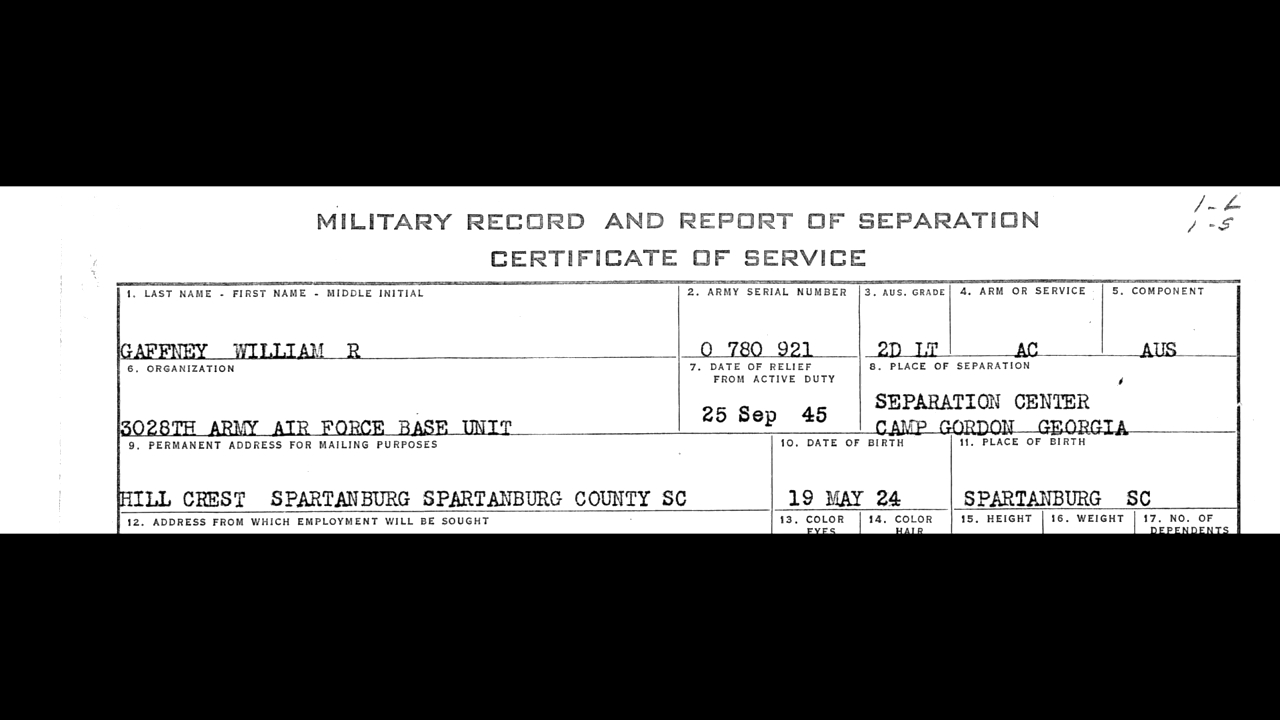 1-L
1-S
MILITARY RECORD AND REPORT OF SEPARATION
CERTIFICATE OF SERVICE
1. LAST NAME - FIRST NAME - MIDDLE INITIAL
GAFFNEY WILLIAM R
2. ARMY SERIAL NUMBER
O 780 921
3. AUS. GRADE
2D LT
4. ARM OR SERVICE
AC
5. COMPONENT
AUS
6. ORGANIZATION
3028TH ARMY AIR FORCE BASE UNIT
7. DATE OF RELIEF
FROM ACTIVE DUTY
25 Sep 45
8. PLACE OF SEPARATION
SEPARATION CENTER
CAMP GORDON GEORGIA
9. PERMANENT ADDRESS FOR MAILING PURPOSES
HILL CREST SPARTANBURG SPARTANBURG COUNTY SC
10. DATE OF BIRTH
19 MAY 24
11. PLACE OF BIRTH
SPARTANBURG SC
12. ADDRESS FROM WHICH EMPLOYMENT WILL BE SOUGHT
13. COLOR
EYES
14. COLOR
HAIR
15. HEIGHT
16. WEIGHT
17. NO. OF
DEPENDENTS